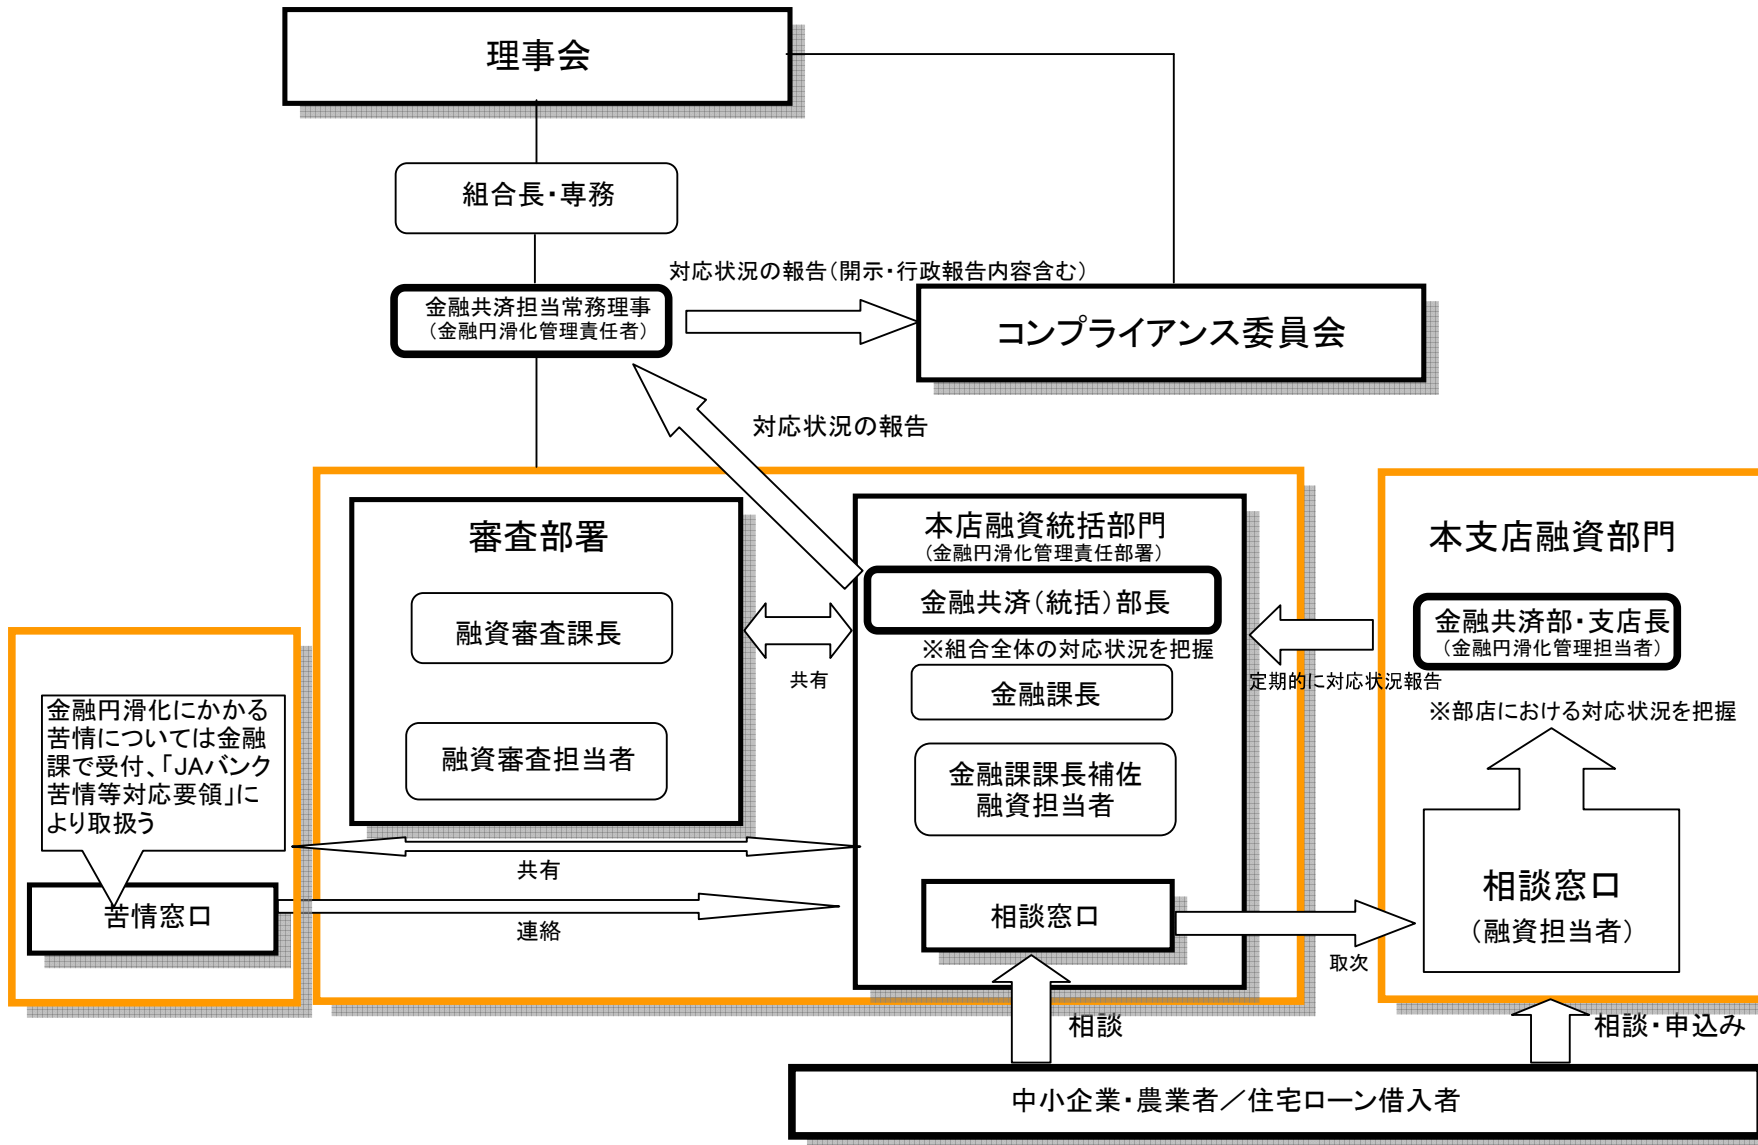 理事会
組合長・専務
対応状況の報告(開示・行政報告内容含む)
金融共済担当常務理事
(金融円滑化管理責任者)
コンプライアンス委員会
対応状況の報告
審査部署
融資審査課長
融資審査担当者
共有
本店融資統括部門
(金融円滑化管理責任部署)
金融共済(統括)部長
※組合全体の対応状況を把握
金融課長
金融課課長補佐
融資担当者
相談窓口
定期的に対応状況報告
本支店融資部門
金融共済部・支店長
(金融円滑化管理担当者)
※部店における対応状況を把握
相談窓口
(融資担当者)
取次
金融円滑化にかかる
苦情については金融
課で受付、「JAバンク
苦情等対応要領」に
より取扱う
苦情窓口
共有
連絡
相談
相談・申込み
中小企業・農業者/住宅ローン借入者